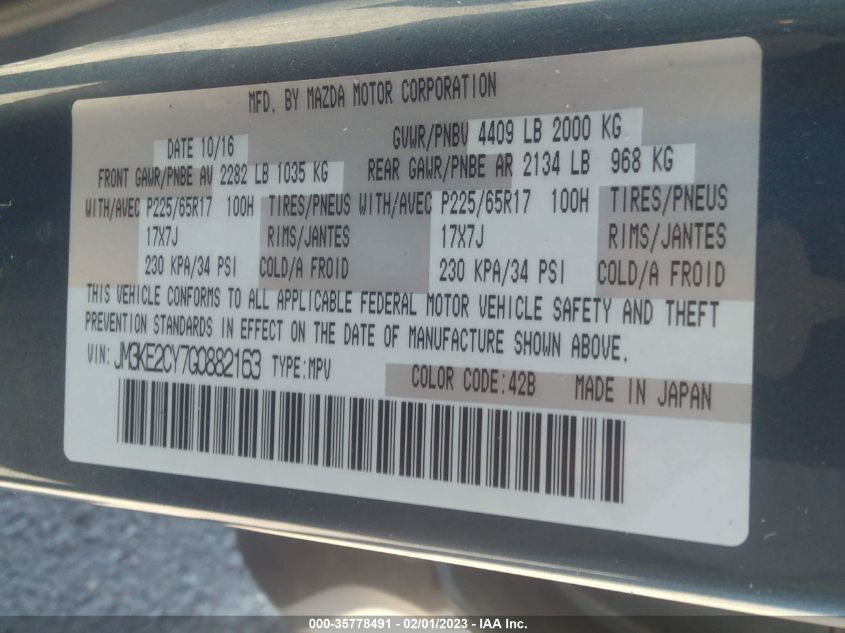 MFD. BY MAZDA MOTOR CORPORATION
DATE 10/16 GVWR/PNBV 4409 LB 2000 KG
FRONT GAWR/PNBE AV 2282 LB 1035 KG REAR GAWR/PNBE AR 2134 LB 968 KG
WITH/AVEC P225/65R17 100H TIRES/PNEUS WITH/AVEC P225/65R17 100H TIRES/PNEUS
17X7J RIMS/JANTES 17X7J RIMS/JANTES
230 KPA/34 PSI COLD/A FROID 230 KPA/34 PSI COLD/A FROID
THIS VEHICLE CONFORMS TO ALL APPLICABLE FEDERAL MOTOR VEHICLE SAFETY AND THEFT
PREVENTION STANDARDS IN EFFECT ON THE DATE OF MANUFACTURE SHOWN ABOVE.
VIN: JM3KE2CY7G0882163 TYPE:MPV
COLOR CODE:42B MADE IN JAPAN
000-35778491 - 02/01/2023 - IAA Inc.